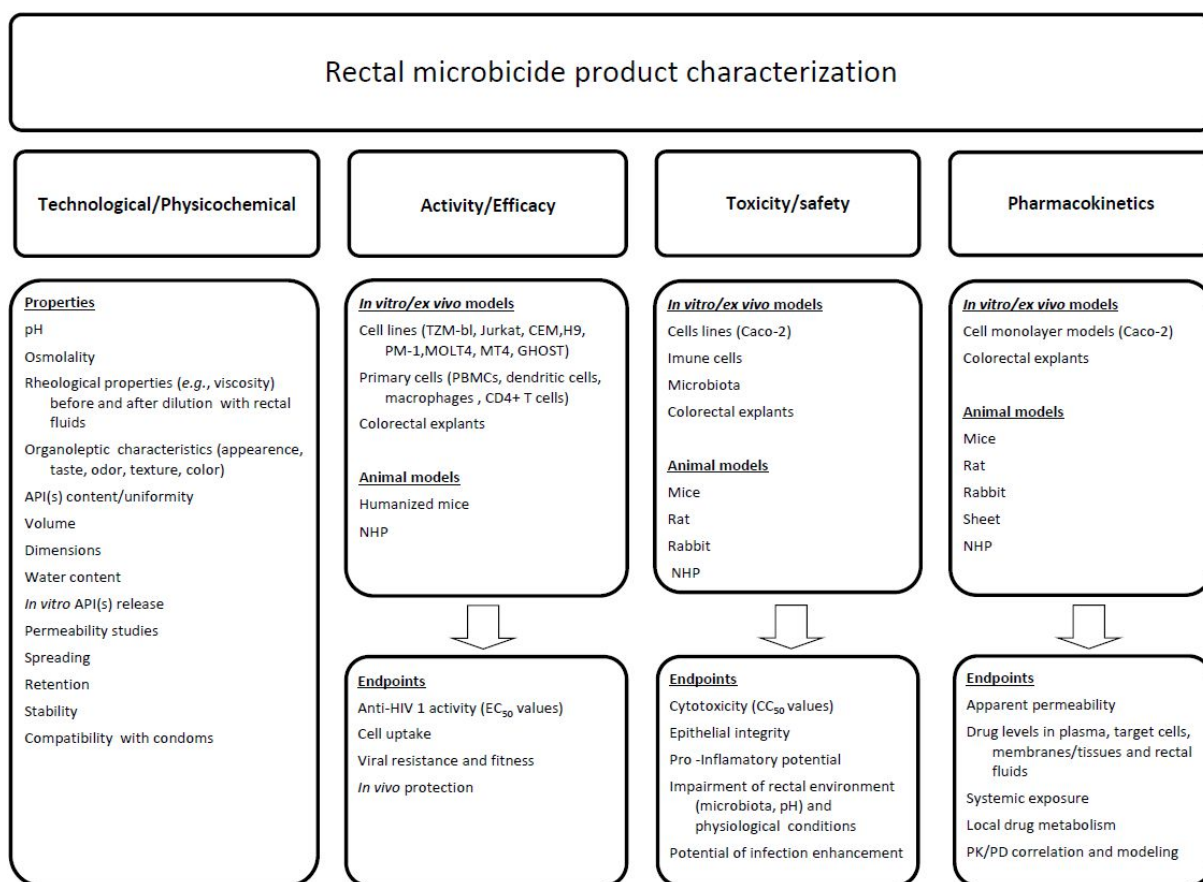 Rectal microbicide product characterization
Technological/Physicochemical
Properties
pH
Osmolality
Rheological properties (e.g., viscosity)
before and after dilution with rectal
fluids
Organoleptic characteristics (appearence,
taste, odor, texture, color)
API(s) content/uniformity
Volume
Dimensions
Water content
In vitro API(s) release
Permeability studies
Spreading
Retention
Stability
Compatibility with condoms
Activity/Efficacy
In vitro/ex vivo models
Cell lines (TZM-bl, Jurkat, CEM,H9,
PM-1,MOLT4, MT4, GHOST)
Primary cells (PBMCs, dendritic cells,
macrophages , CD4+ T cells)
Colorectal explants
Animal models
Humanized mice
NHP
Endpoints
Anti-HIV 1 activity (EC50 values)
Cell uptake
Viral resistance and fitness
In vivo protection
Toxicity/safety
In vitro/ex vivo models
Cells lines (Caco-2)
Imune cells
Microbiota
Colorectal explants
Animal models
Mice
Rat
Rabbit
NHP
Endpoints
Cytotoxicity (CC50 values)
Epithelial integrity
Pro -Inflamatory potential
Impairment of rectal environment
(microbiota, pH) and
physiological conditions
Potential of infection enhancement
Pharmacokinetics
In vitro/ex vivo models
Cell monolayer models (Caco-2)
Colorectal explants
Animal models
Mice
Rat
Rabbit
Sheet
NHP
Endpoints
Apparent permeability
Drug levels in plasma, target cells,
membranes/tissues and rectal
fluids
Systemic exposure
Local drug metabolism
PK/PD correlation and modeling